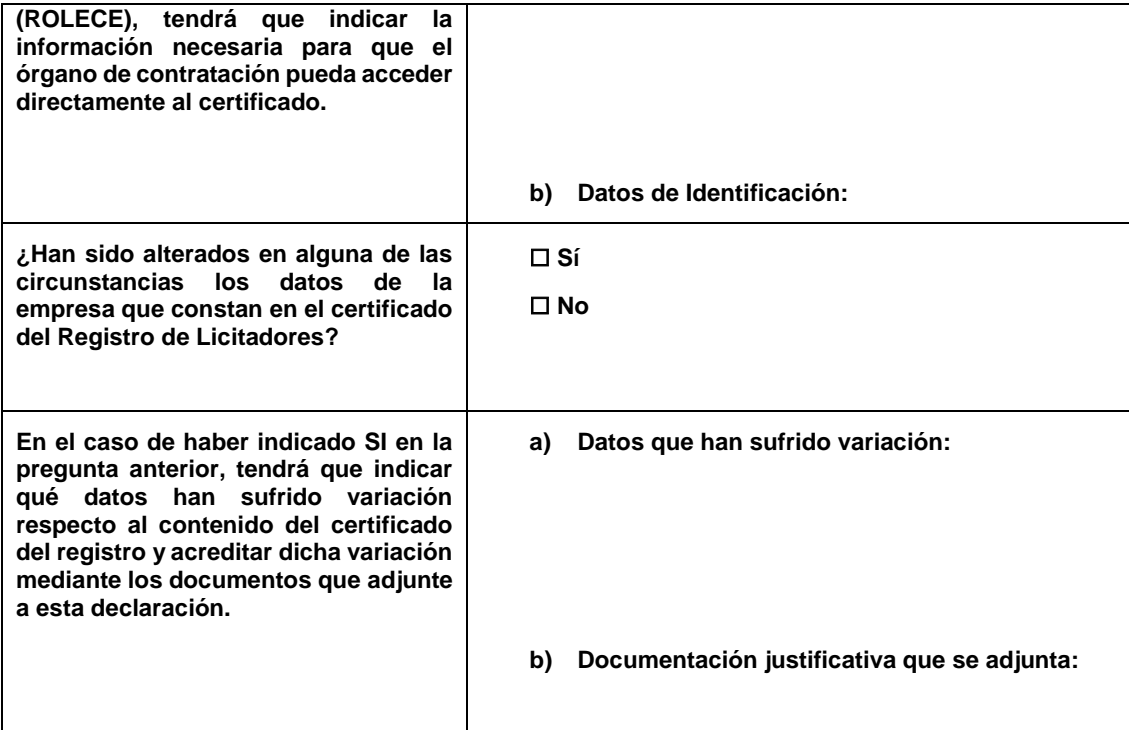 (ROLECE), tendrá que indicar la
información necesaria para que el
órgano de contratación pueda acceder
directamente al certificado.
b) Datos de Identificación:
¿Han sido alterados en alguna de las
circunstancias los datos de la
empresa que constan en el certificado
del Registro de Licitadores?
☐ Sí
☐ No
En el caso de haber indicado SI en la
pregunta anterior, tendrá que indicar
qué datos han sufrido variación
respecto al contenido del certificado
del registro y acreditar dicha variación
mediante los documentos que adjunte
a esta declaración.
a) Datos que han sufrido variación:
b) Documentación justificativa que se adjunta: